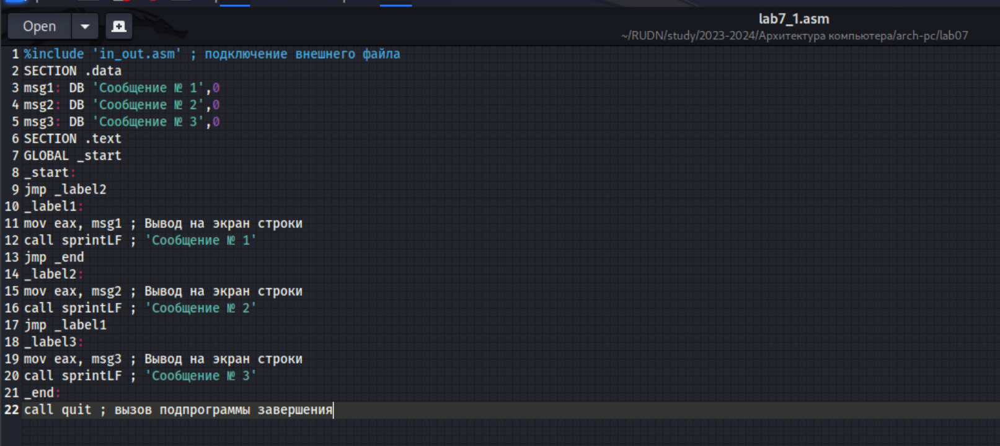 Open
lab7_1.asm
~/RUDN/study/2023-2024/Архитектура компьютера/arch-pc/lab07
1 %include 'in_out.asm' ; подключение внешнего файла
2 SECTION .data
3 msg1: DB 'Сообщение № 1',0
4 msg2: DB 'Сообщение № 2',0
5 msg3: DB 'Сообщение № 3',0
6 SECTION .text
7 GLOBAL _start
8 _start:
9 jmp _label2
10 _label1:
11 mov eax, msg1 ; Вывод на экран строки
12 call sprintLF ; 'Сообщение № 1'
13 jmp _end
14 _label2:
15 mov eax, msg2 ; Вывод на экран строки
16 call sprintLF ; 'Сообщение № 2'
17 jmp _label1
18 _label3:
19 mov eax, msg3 ; Вывод на экран строки
20 call sprintLF ; 'Сообщение № 3'
21 _end:
22 call quit ; вызов подпрограммы завершения